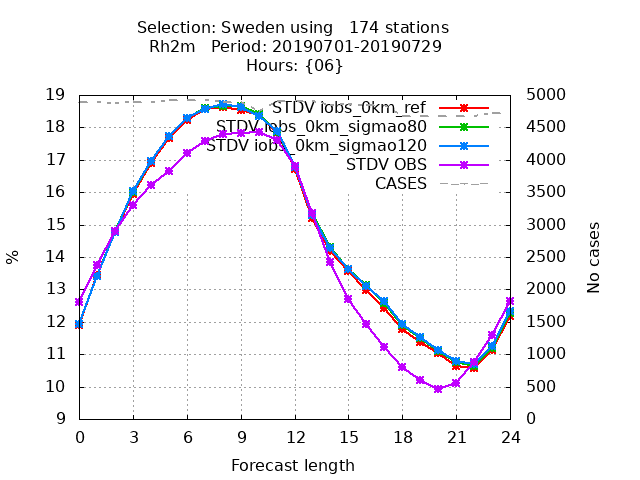 Selection: Sweden using   174 stations
Rh2m   Period: 20190701-20190729
Hours: {06}
19
18
17
16
15
14
13
12
11
10
9
%
STDV iobs_0km_ref
STDV iobs_0km_sigmao80
STDV iobs_0km_sigmao120
STDV OBS
CASES
5000
4500
4000
3500
3000
2500
2000
1500
1000
500
0
No cases
0 3 6 9 12 15 18 21 24
Forecast length